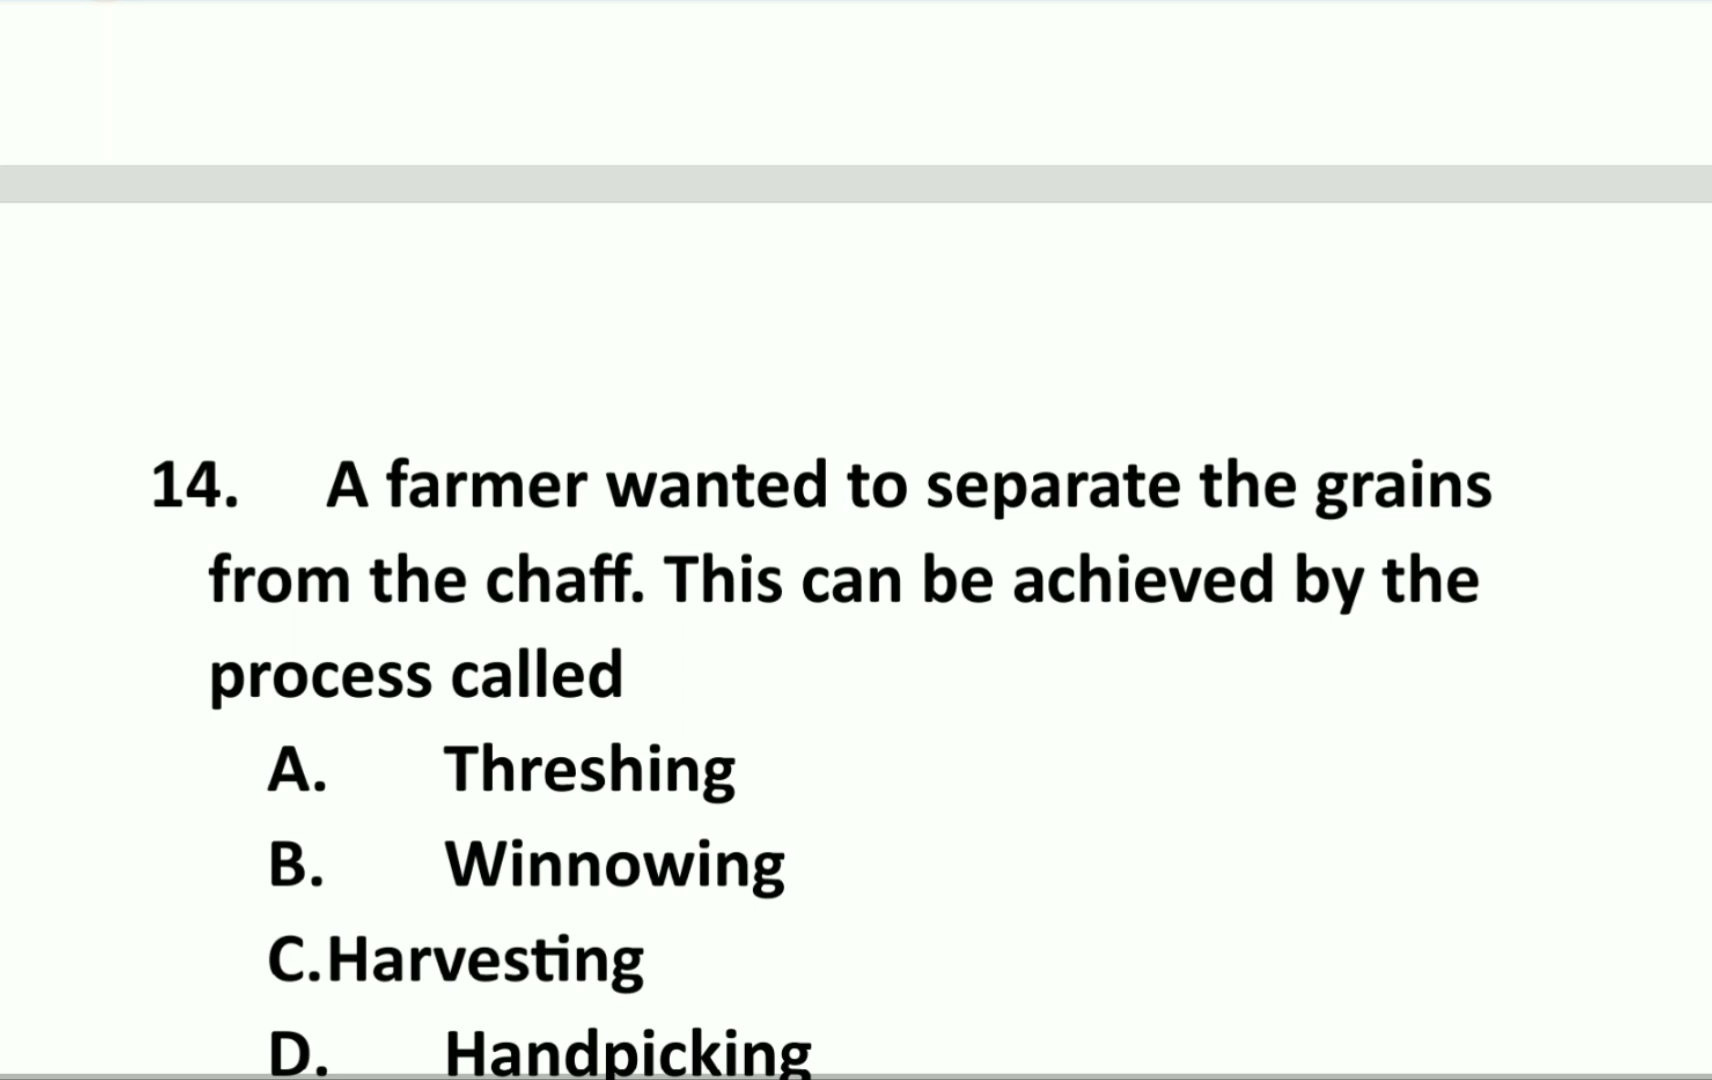 14. A farmer wanted to separate the grains
from the chaff. This can be achieved by the
process called
A. Threshing
B. Winnowing
C.Harvesting
D. Handpicking